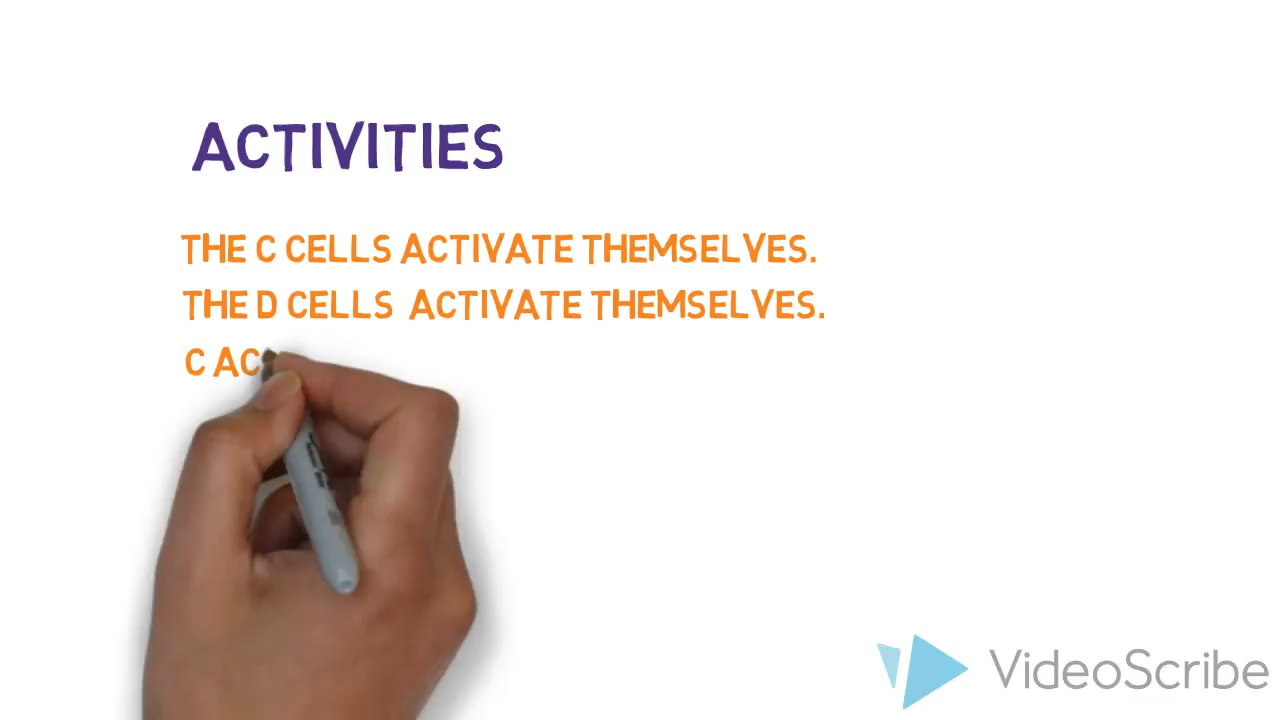 ACTIVITIES
THE C CELLS ACTIVATE THEMSELVES.
THE D CELLS ACTIVATE THEMSELVES.
C AC
VideoScribe